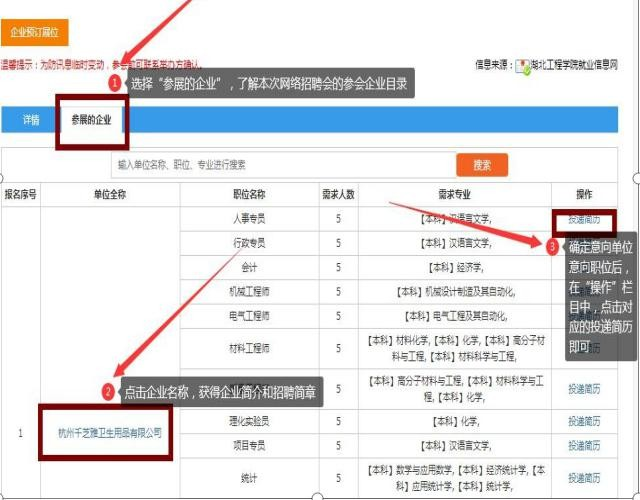 企业预订展位
温馨提示：为防讯息临时变动，参会前可联系举办方确认。
信息来源：湖北工程学院就业信息网
1 选择“参展的企业”，了解本次网络招聘会的参会企业目录
详情 参展的企业
输入单位名称、职位、专业进行搜索 搜索
报名序号 单位全称 职位名称 需求人数 需求专业 操作
人事专员 5 【本科】汉语言文学, 投递简历
行政专员 5 【本科】汉语言文学,
会计 5 【本科】经济学,
机械工程师 5 【本科】机械设计制造及其自动化,
电气工程师 5 【本科】电气工程及其自动化,
3 确定意向单位
意向职位后，
在“操作”栏
目中，点击对
应的投递简历
即可
材料工程师 5 【本科】材料化学,【本科】化学,【本科】高分子材
料与工程,【本科】材料科学与工程,
2 点击企业名称，获得企业简介和招聘简章
5 【本科】高分子材料与工程,【本科】材料科学与工
程,【本科】化学, 投递简历
理化实验员 5 【本科】化学, 投递简历
1 杭州千芝雅卫生用品有限公司
项目专员 5 【本科】汉语言文学, 投递简历
统计 5 【本科】数学与应用数学,【本科】经济统计学,【本
科】应用统计学,【本科】统计学, 投递简历